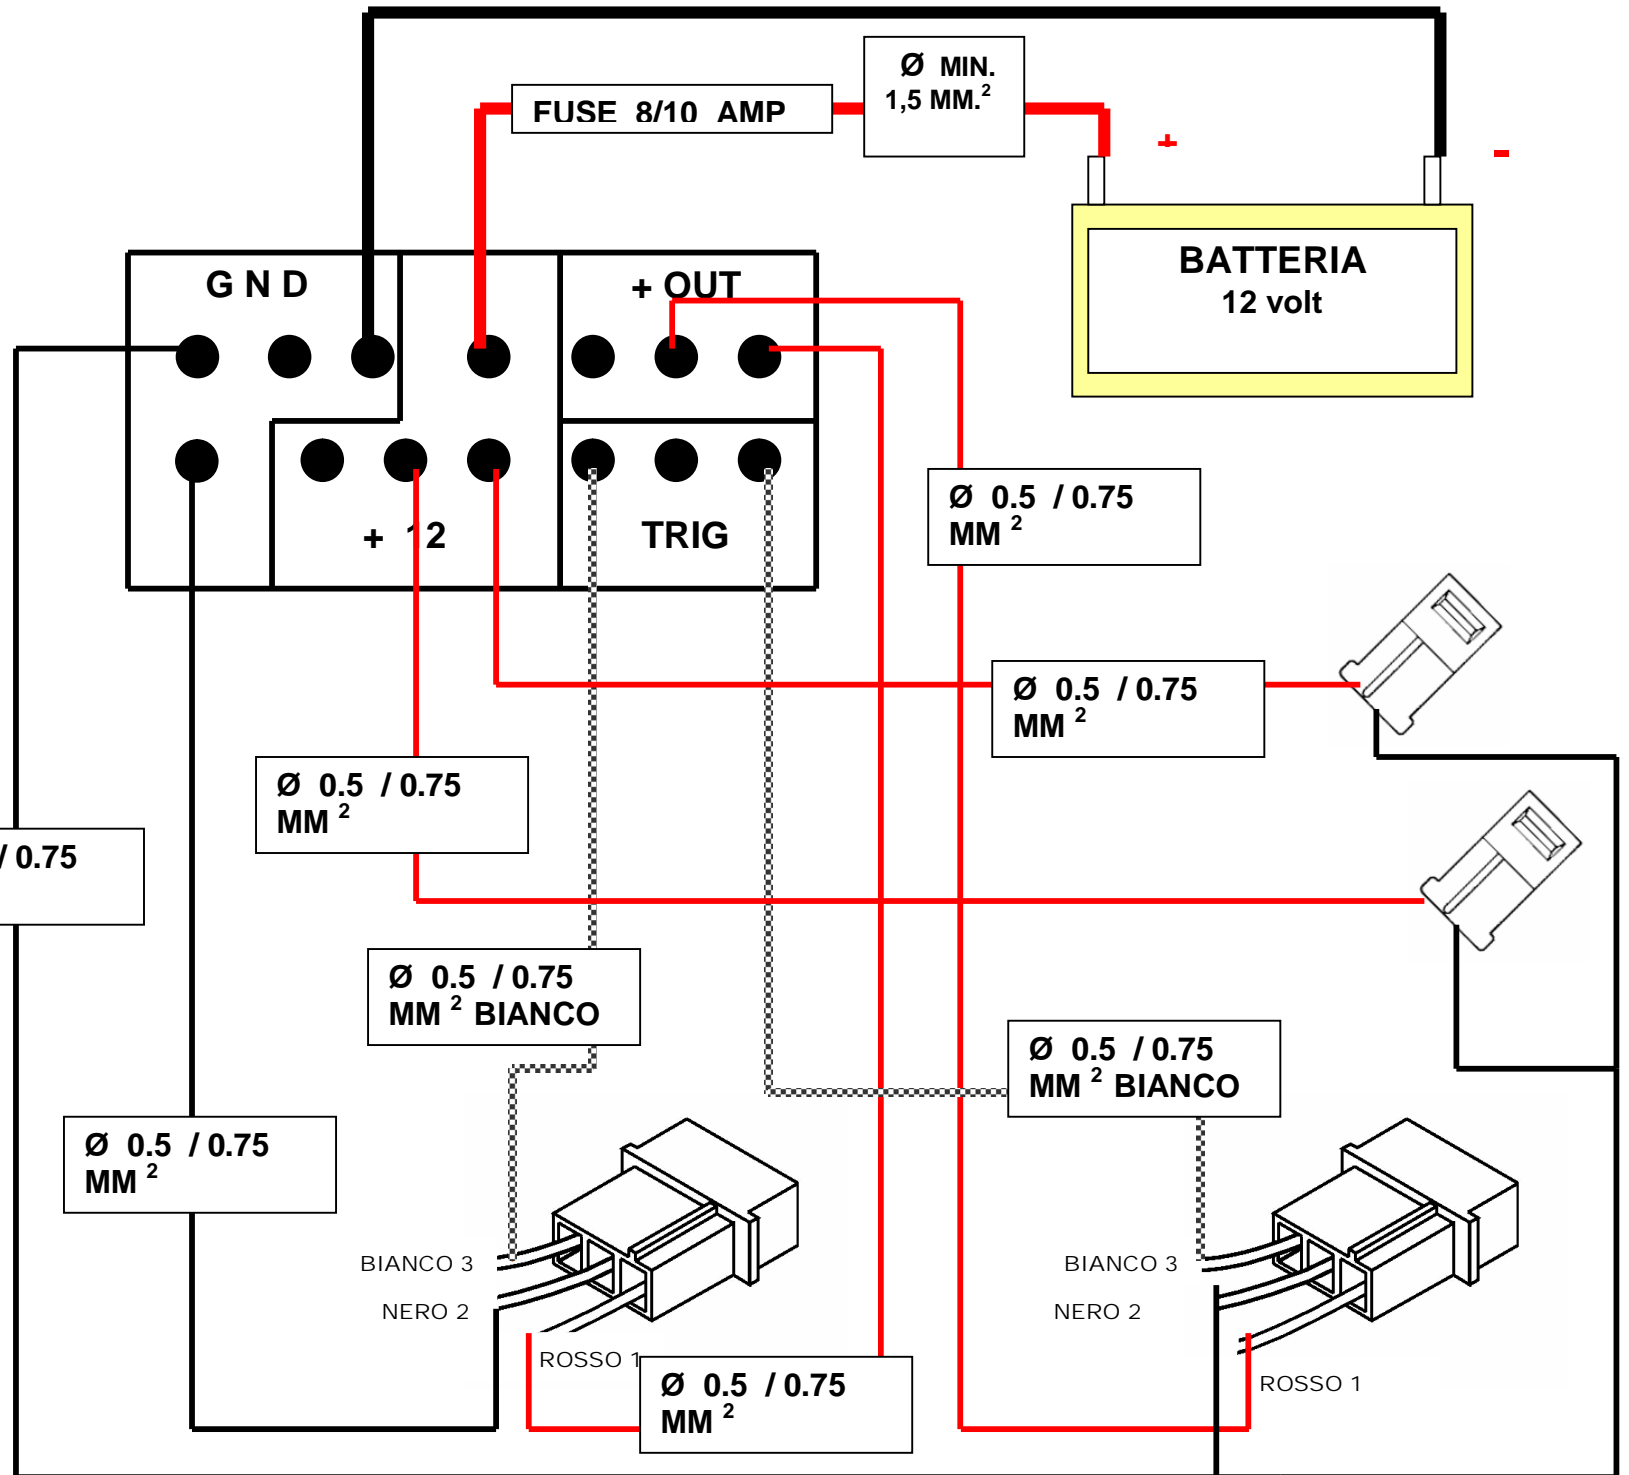 Ø MIN.
1,5 MM.²
FUSE 8/10 AMP
+
-
BATTERIA
12 volt
G N D
+ OUT
+ 12
TRIG
Ø 0.5 / 0.75
MM ²
Ø 0.5 / 0.75
MM ²
Ø 0.5 / 0.75
MM ²
/ 0.75
Ø 0.5 / 0.75
MM ² BIANCO
Ø 0.5 / 0.75
MM ² BIANCO
Ø 0.5 / 0.75
MM ²
BIANCO 3
NERO 2
ROSSO 1
BIANCO 3
NERO 2
ROSSO 1
Ø 0.5 / 0.75
MM ²